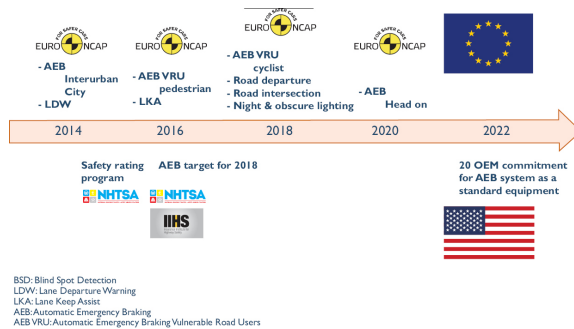 FOR SAFER CARS
EURO NCAP
- AEB
Interurban
City
- LDW
FOR SAFER CARS
EURO NCAP
- AEB VRU
pedestrian
- LKA
FOR SAFER CARS
EURO NCAP
- AEB VRU
cyclist
- Road departure
- Road intersection
- Night & obscure lighting
FOR SAFER CARS
EURO NCAP
- AEB
Head on
2014 2016 2018 2020 2022
Safety rating
program
NHTSA
AEB target for 2018
NHTSA
IIHS
20 OEM commitment
for AEB system as a
standard equipment
BSD: Blind Spot Detection
LDW: Lane Departure Warning
LKA: Lane Keep Assist
AEB: Automatic Emergency Braking
AEB VRU: Automatic Emergency Braking Vulnerable Road Users